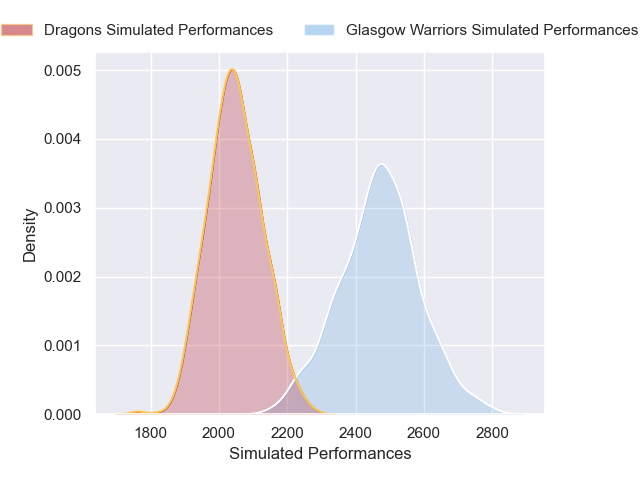 Dragons Simulated Performances
Glasgow Warriors Simulated Performances
0.005
0.004
0.003
0.002
0.001
0.000
Density
1800 2000 2200 2400 2600 2800
Simulated Performances